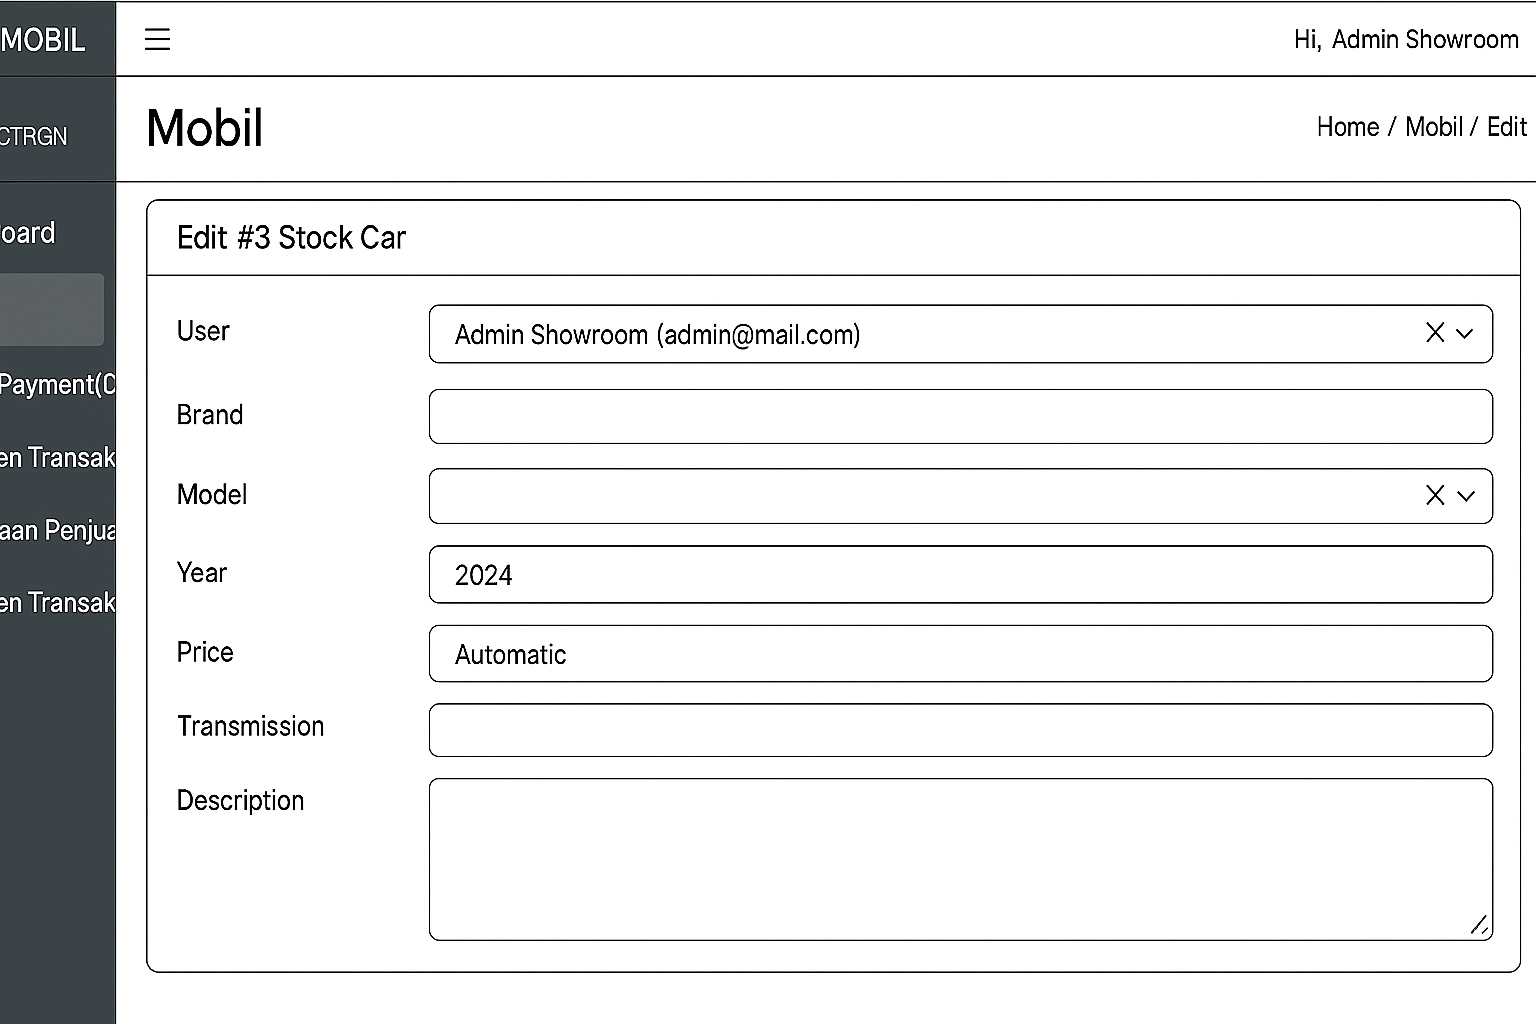 MOBIL
Hi, Admin Showroom
CTRGN
Mobil
Home / Mobil / Edit
oard
Payment(C
en Transak
aan Penjua
en Transak
Edit #3 Stock Car
User
Admin Showroom (admin@mail.com)
Brand
Model
Year
2024
Price
Automatic
Transmission
Description